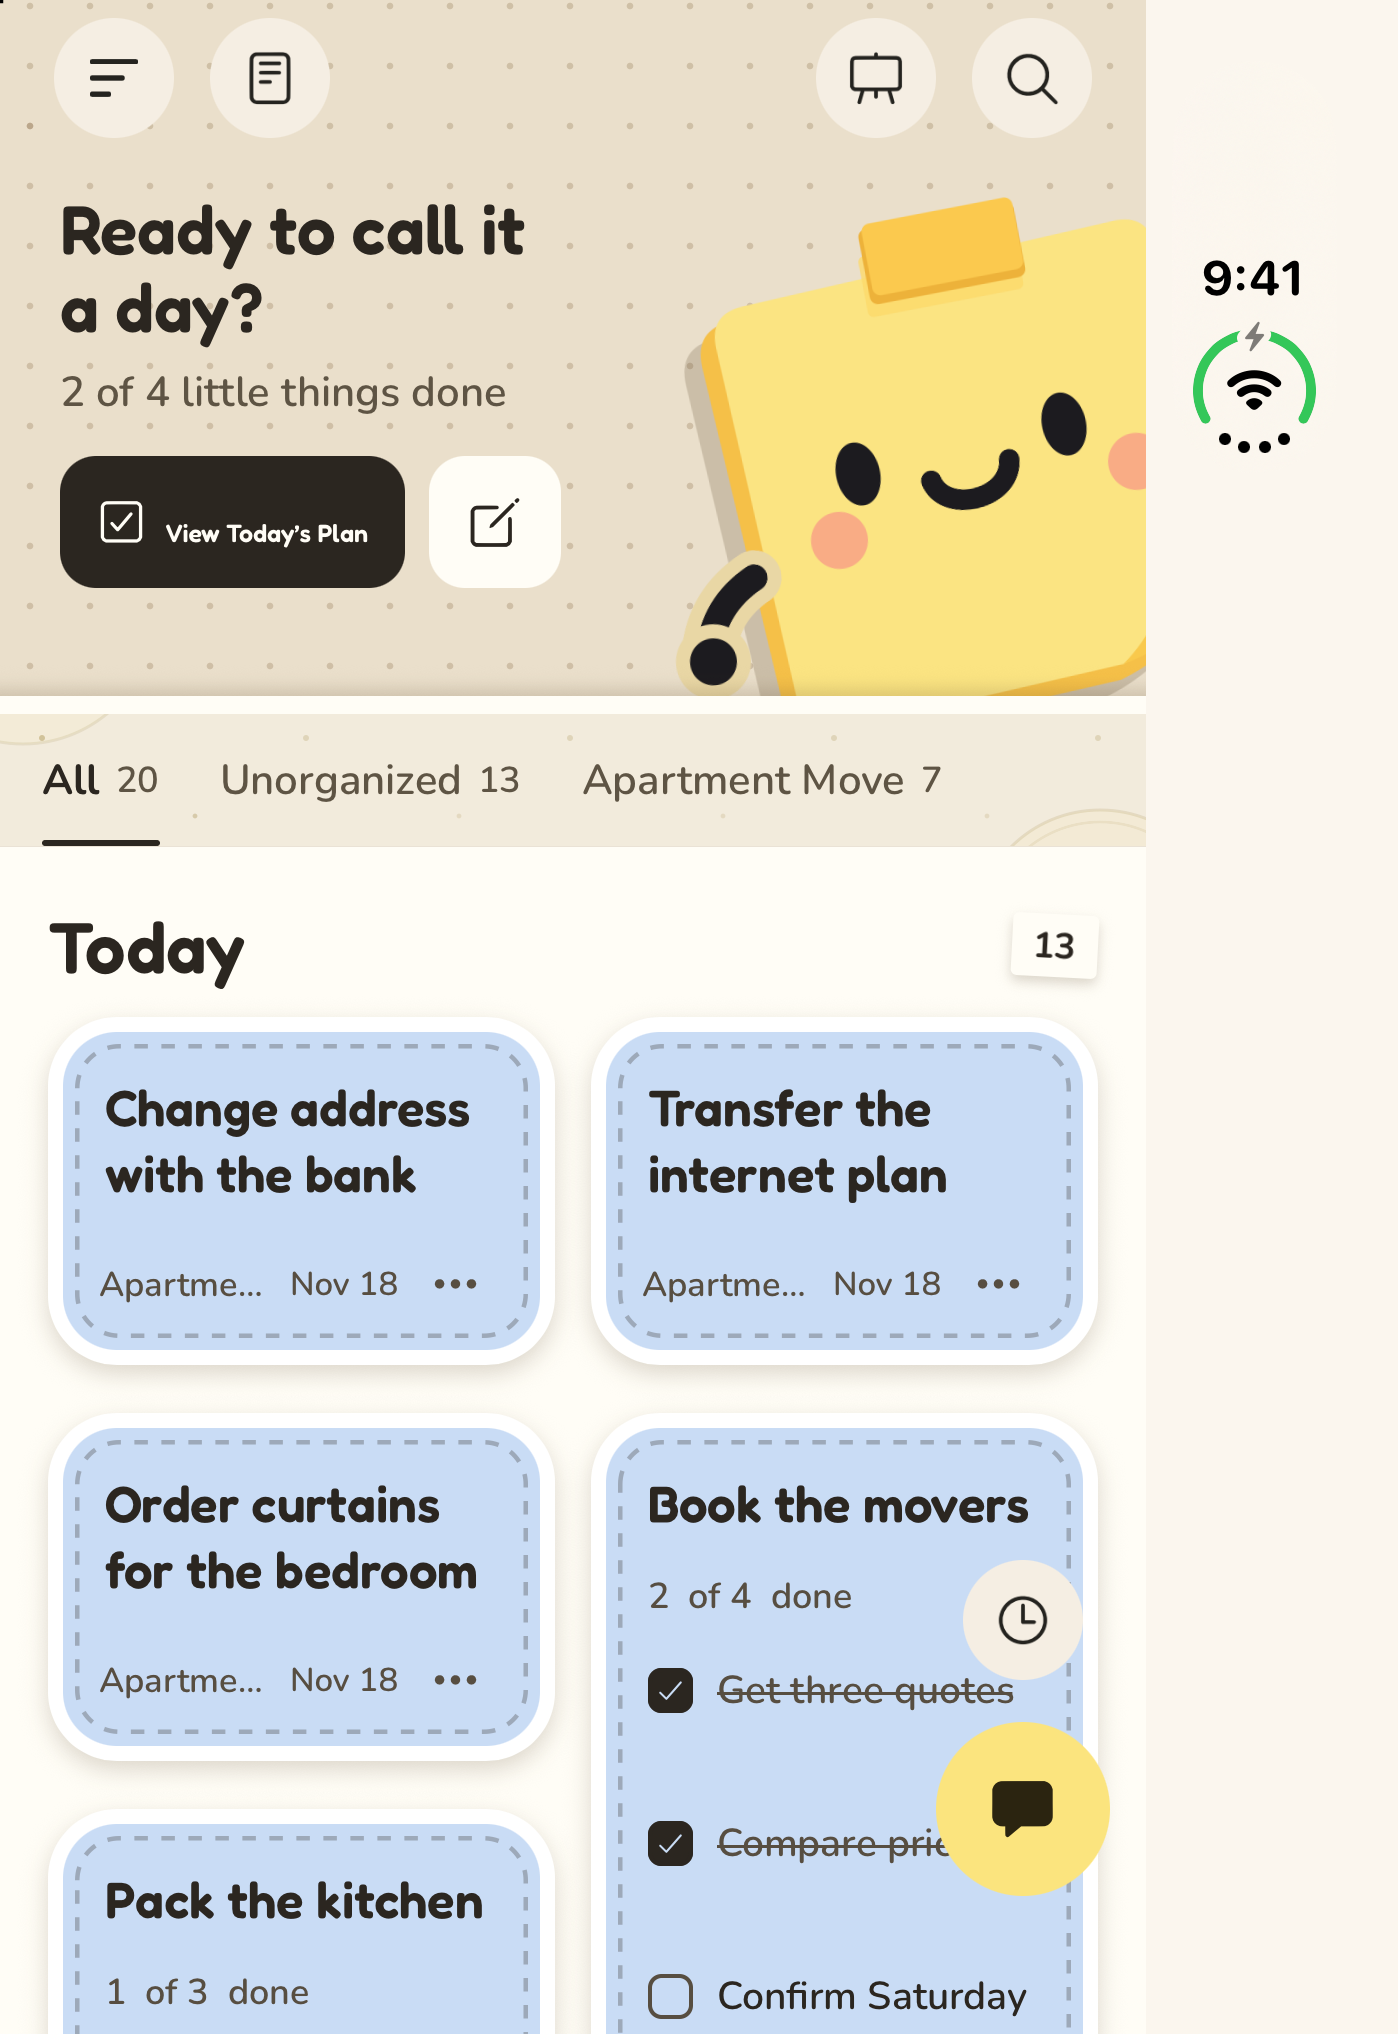 Ready to call it
a day?
2 of 4 little things done
View Today's Plan
9:41
All 20 Unorganized 13 Apartment Move 7
Today
13
Change address
with the bank
Apartme... Nov 18
Transfer the
internet plan
Apartme... Nov 18
Order curtains
for the bedroom
Apartme... Nov 18
Book the movers
2 of 4 done
Get three quotes
Compare
Confirm Saturday
Pack the kitchen
1 of 3 done